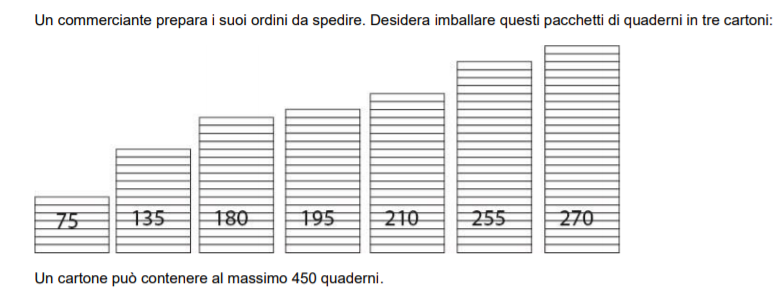 Un commerciante prepara i suoi ordini da spedire. Desidera imballare questi pacchetti di quaderni in tre cartoni:
75 135 180 195 210 255 270
Un cartone può contenere al massimo 450 quaderni.